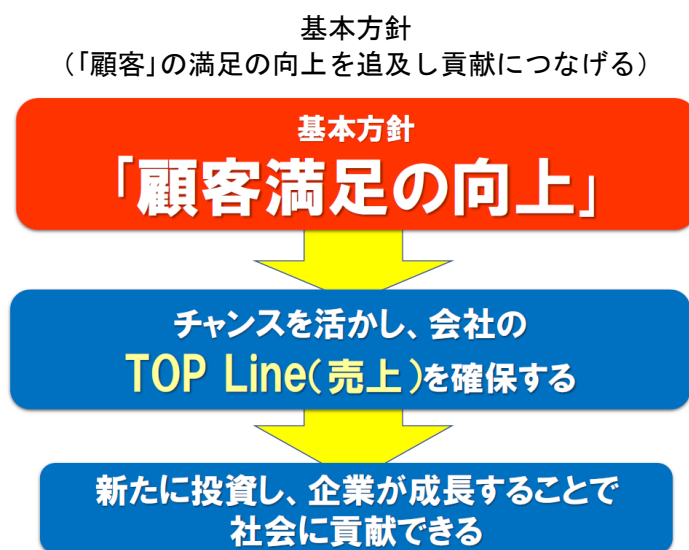 基本方針
(「顧客」の満足の向上を追及し貢献につなげる)
基本方針
「顧客満足の向上」
チャンスを活かし、会社の
TOP Line(売上)を確保する
新たに投資し、企業が成長することで
社会に貢献できる